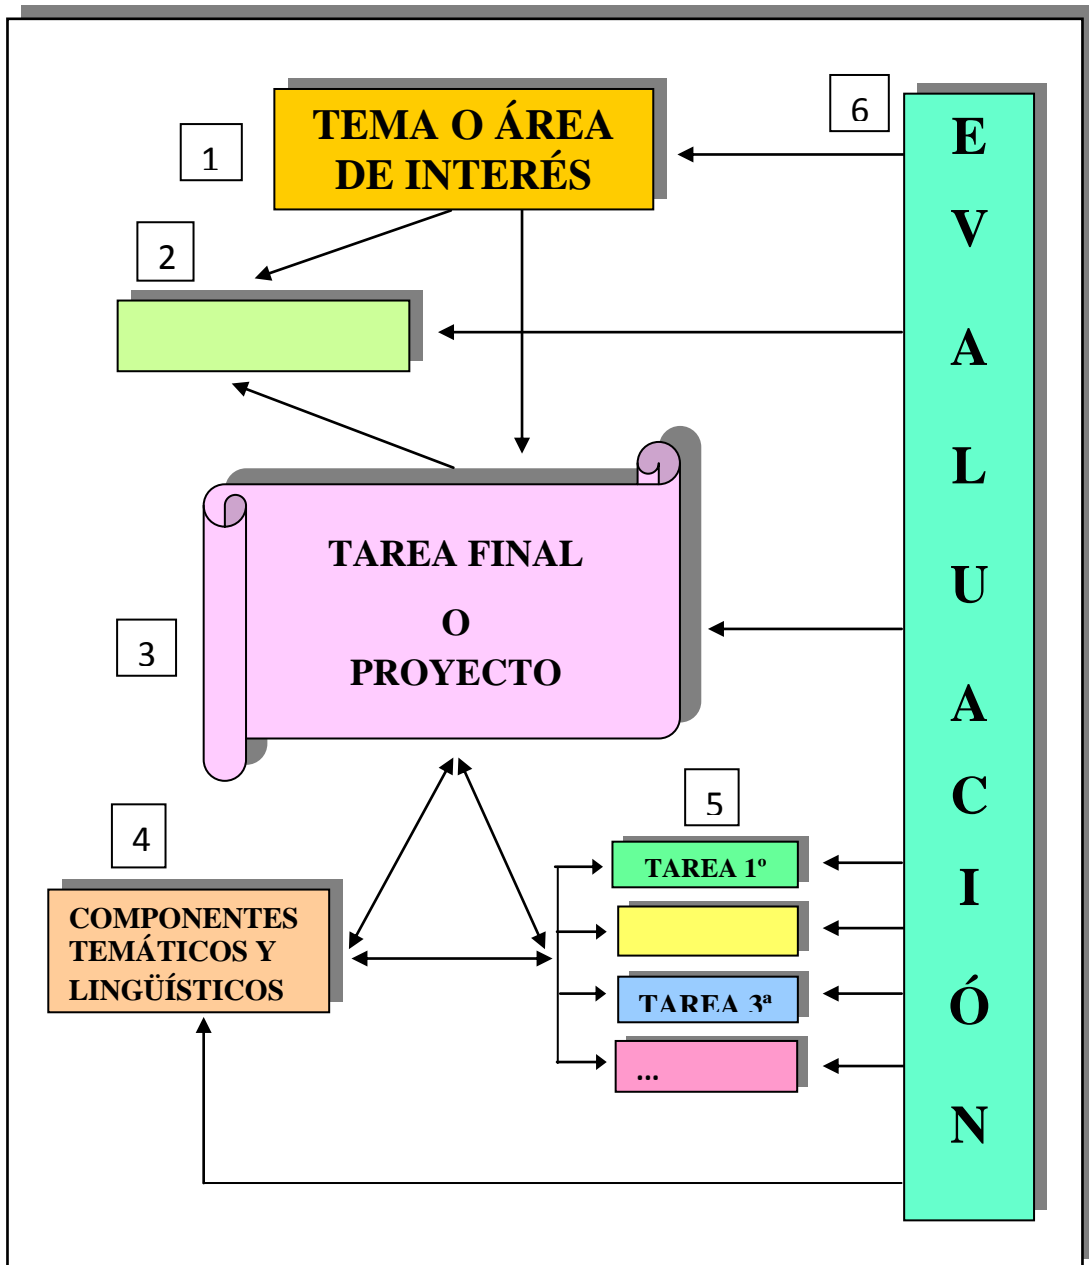 6
TEMA O ÁREA
DE INTERÉS
1
2
TAREA FINAL
O
PROYECTO
3
4
5
TAREA 1º
COMPONENTES
TEMÁTICOS Y
LINGÜÍSTICOS
TAREA 3ª
...
E
V
A
L
U
A
C
I
Ó
N